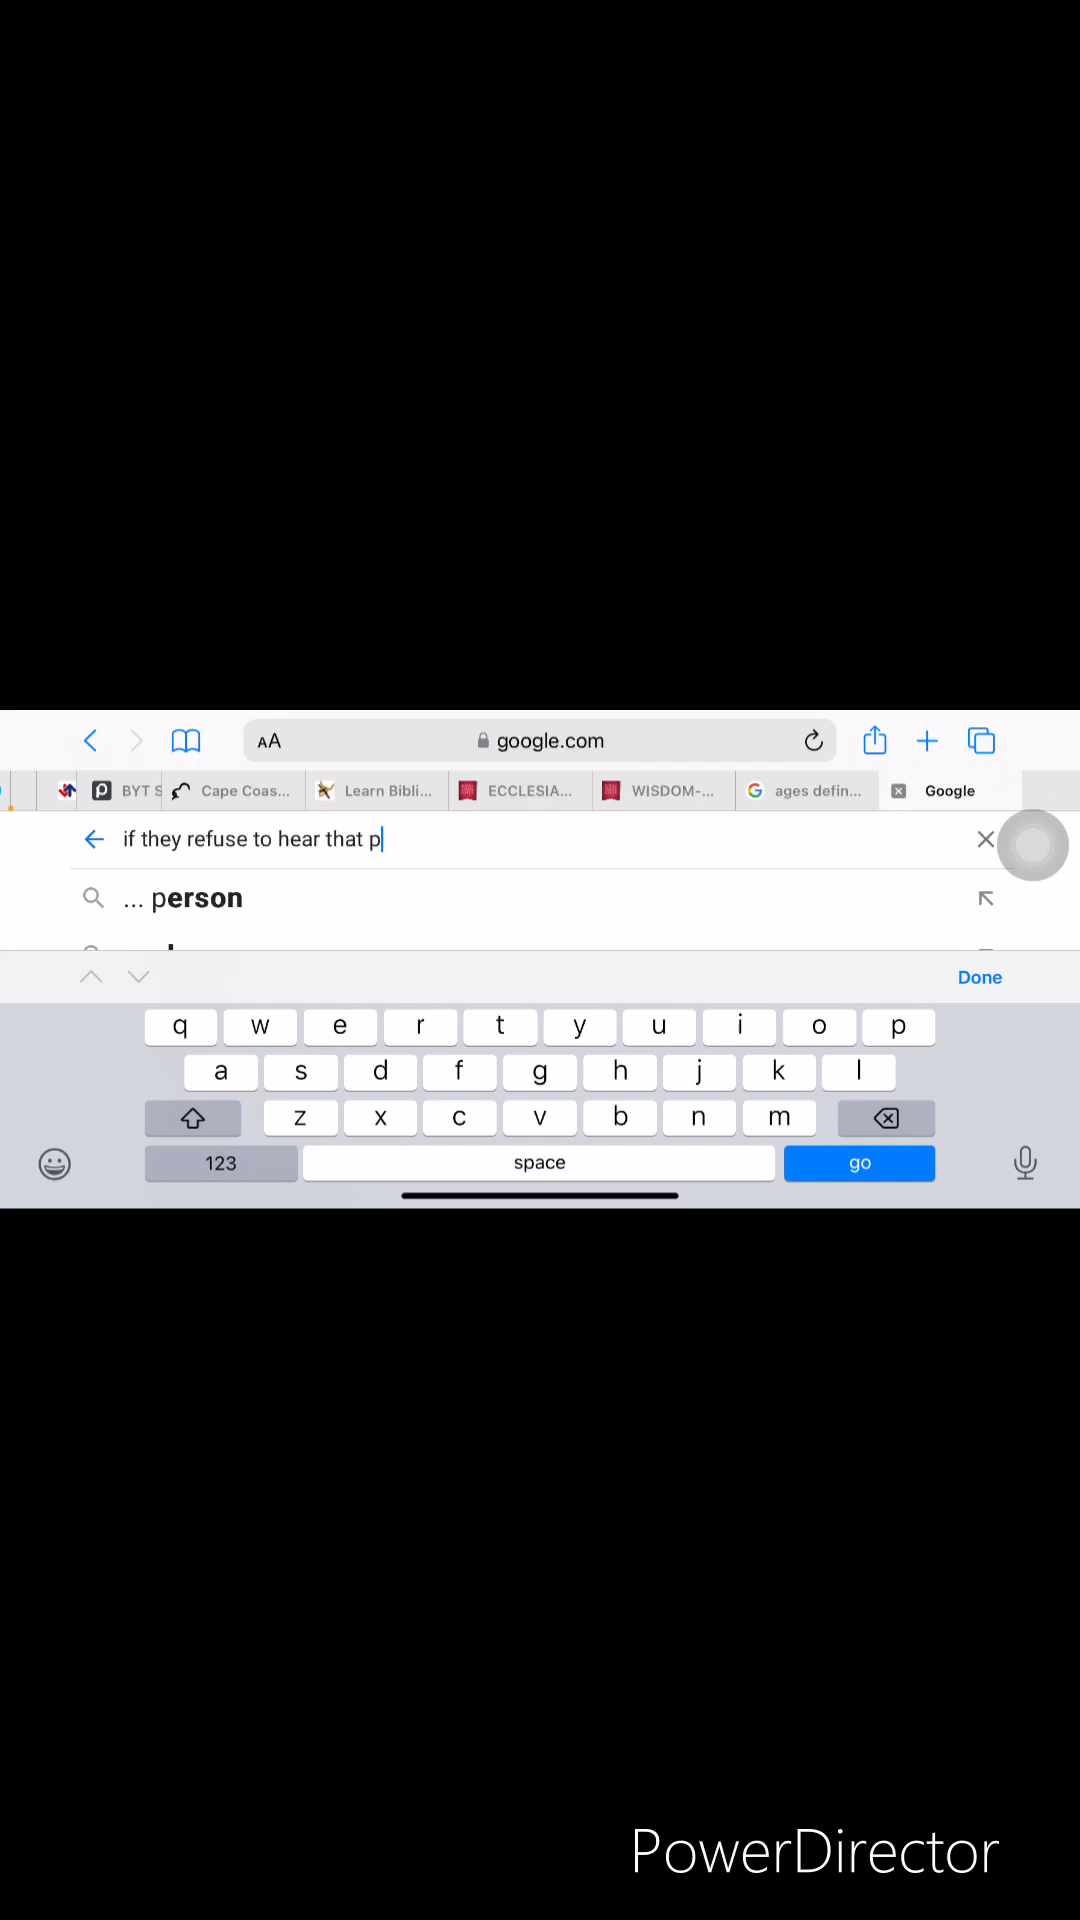 AA google.com
BYT S Cape Coas... Learn Bibli... ECCLESIA... WISDOM-... ages defin... Google
if they refuse to hear that p
... person
Done
q w e r t y u i o p
a s d f g h j k l
z x c v b n m
123 space go
PowerDirector